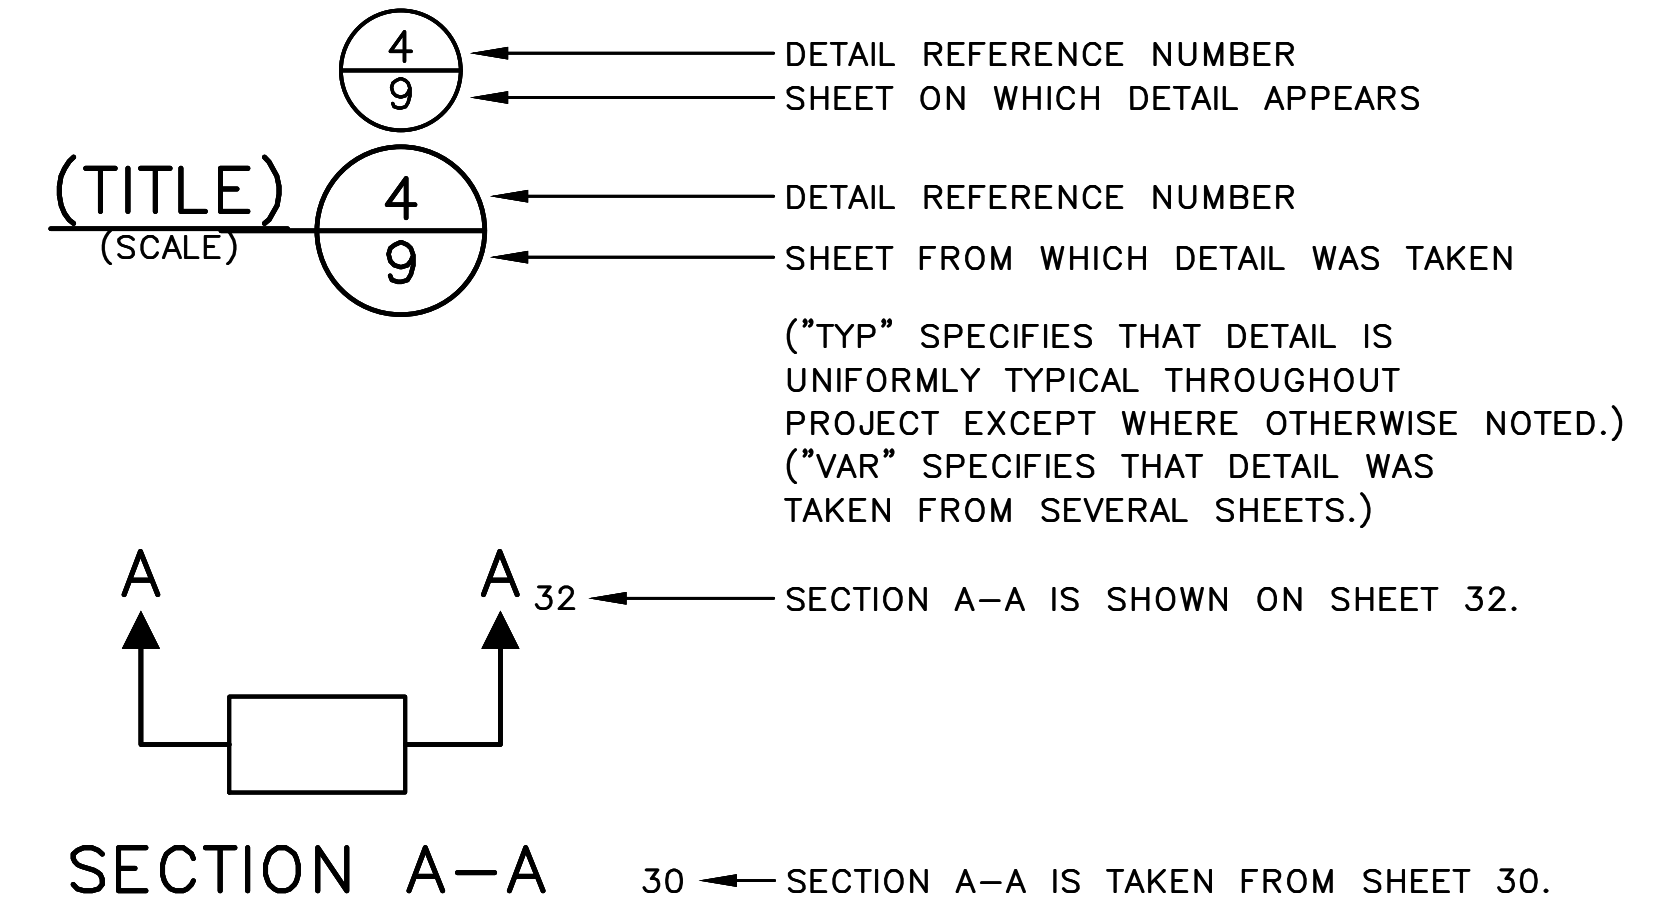 4
DETAIL REFERENCE NUMBER
9
SHEET ON WHICH DETAIL APPEARS
(TITLE)
(SCALE)
4
DETAIL REFERENCE NUMBER
9
SHEET FROM WHICH DETAIL WAS TAKEN
("TYP" SPECIFIES THAT DETAIL IS
UNIFORMLY TYPICAL THROUGHOUT
PROJECT EXCEPT WHERE OTHERWISE NOTED.)
("VAR" SPECIFIES THAT DETAIL WAS
TAKEN FROM SEVERAL SHEETS.)
A A 32
SECTION A-A IS SHOWN ON SHEET 32.
SECTION A-A 30
SECTION A-A IS TAKEN FROM SHEET 30.